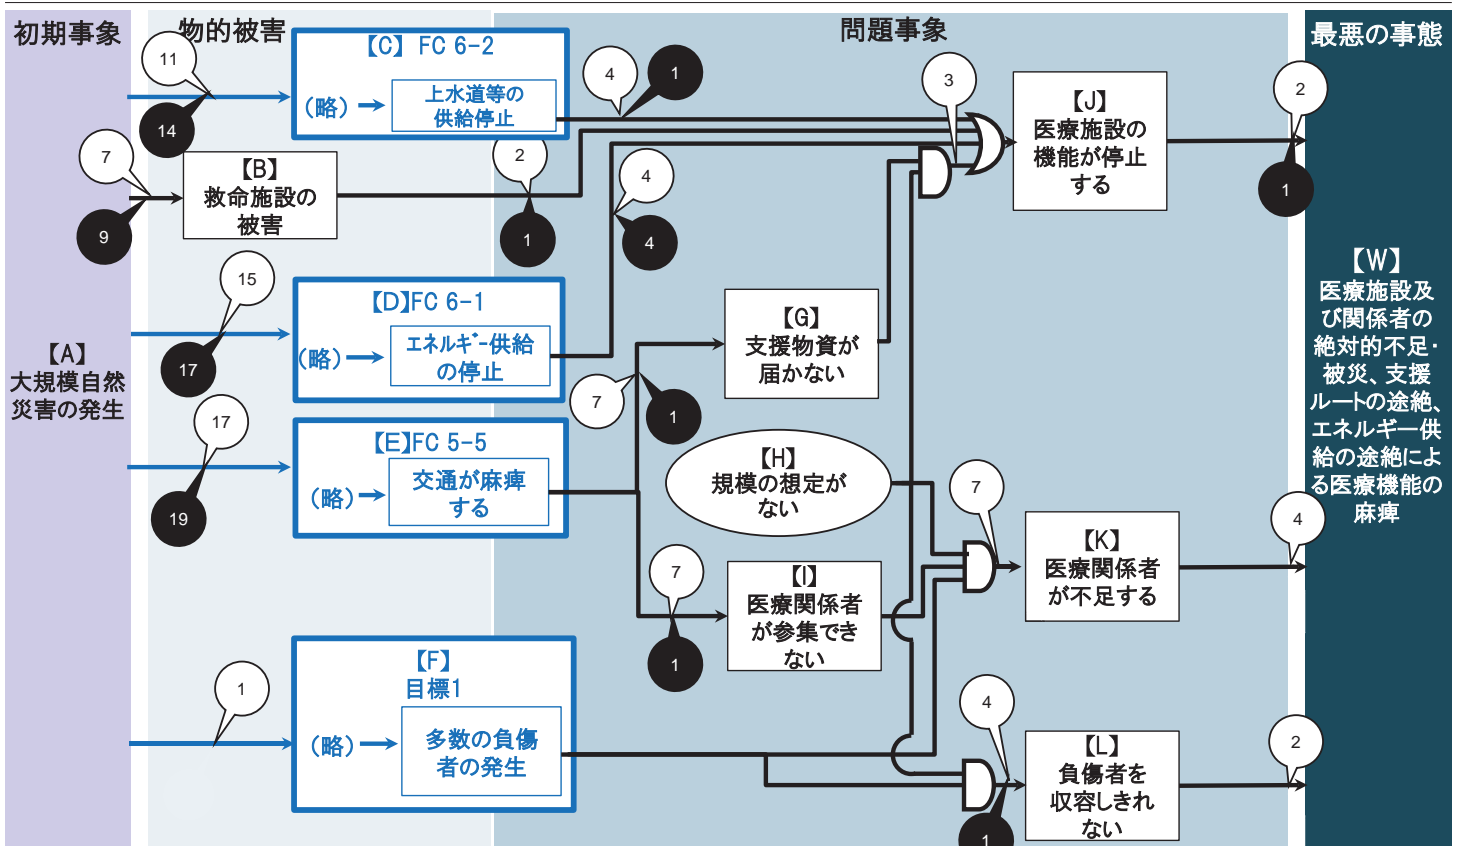 初期事象
物的被害
問題事象
最悪の事態
【A】
大規模自然
災害の発生
11
14
7
9
15
17
17
19
1
【C】 FC 6-2
(略)
上水道等の
供給停止
【B】
救命施設の
被害
【D】FC 6-1
(略)
エネルギー供給
の停止
【E】FC 5-5
(略)
交通が麻痺
する
【F】
目標1
(略)
多数の負傷
者の発生
4
1
2
1
4
4
7
1
7
1
【G】
支援物資が
届かない
【H】
規模の想定が
ない
【I】
医療関係者
が参集でき
ない
3
7
4
1
【J】
医療施設の
機能が停止
する
【K】
医療関係者
が不足する
【L】
負傷者を
収容しきれ
ない
2
1
4
2
【W】
医療施設及
び関係者の
絶対的不足・
被災、支援
ルートの途絶、
エネルギー供
給の途絶によ
る医療機能の
麻痺